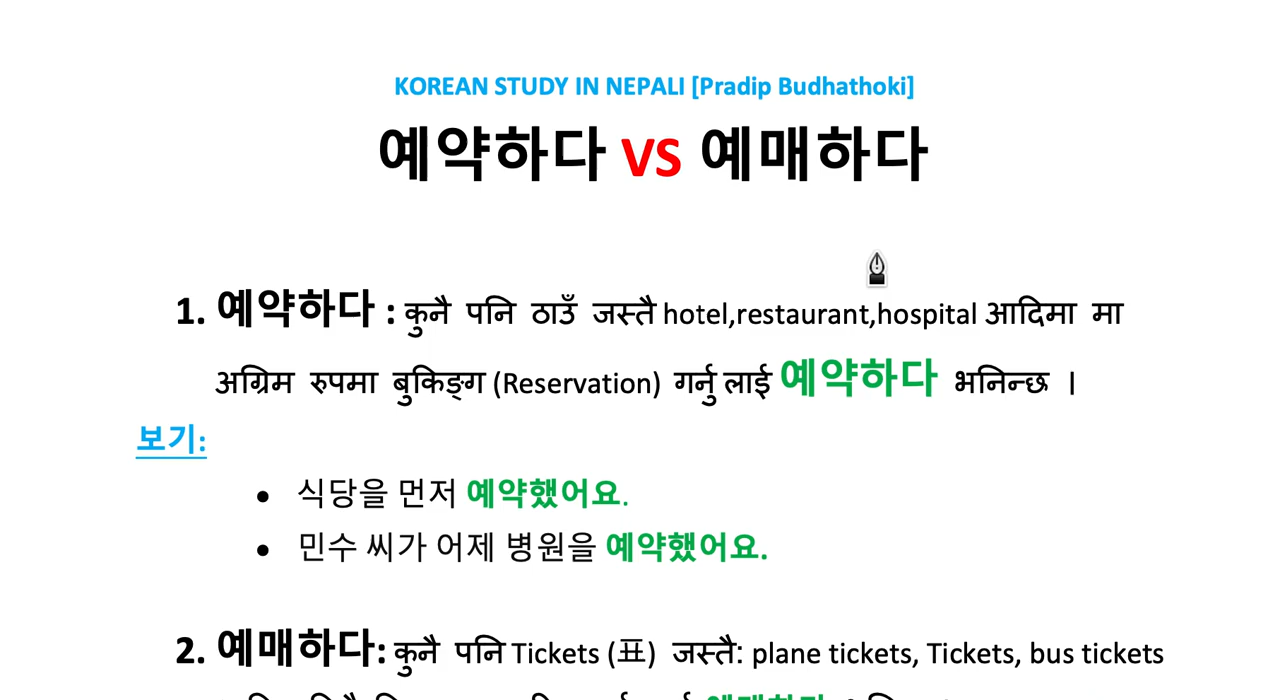 KOREAN STUDY IN NEPALI [Pradip Budhathoki]
예약하다 VS 예매하다
1. 예약하다 : कुनै पनि ठाउँ जस्तै hotel,restaurant,hospital आदिमा मा
अग्रिम रुपमा बुकिङ्ग (Reservation) गर्नु लाई 예약하다 भनिन्छ ।
보기:
• 식당을 먼저 예약했어요.
• 민수 씨가 어제 병원을 예약했어요.
2. 예매하다: कुनै पनि Tickets (표) जस्तै: plane tickets, Tickets, bus tickets